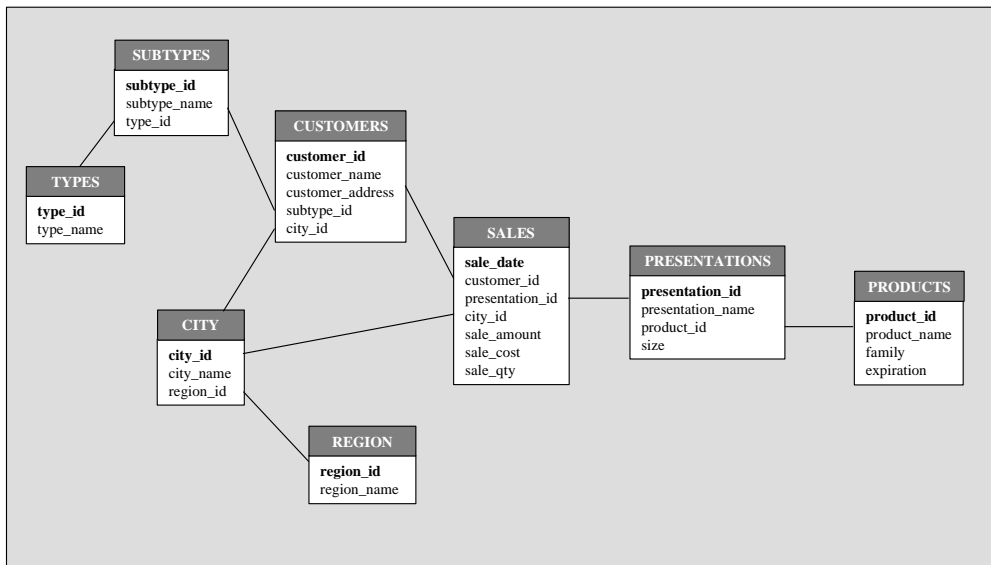 SUBTYPES
subtype_id
subtype_name
type_id
TYPES
type_id
type_name
CUSTOMERS
customer_id
customer_name
customer_address
subtype_id
city_id
CITY
city_id
city_name
region_id
REGION
region_id
region_name
SALES
sale_date
customer_id
presentation_id
city_id
sale_amount
sale_cost
sale_qty
PRESENTATIONS
presentation_id
presentation_name
product_id
size
PRODUCTS
product_id
product_name
family
expiration